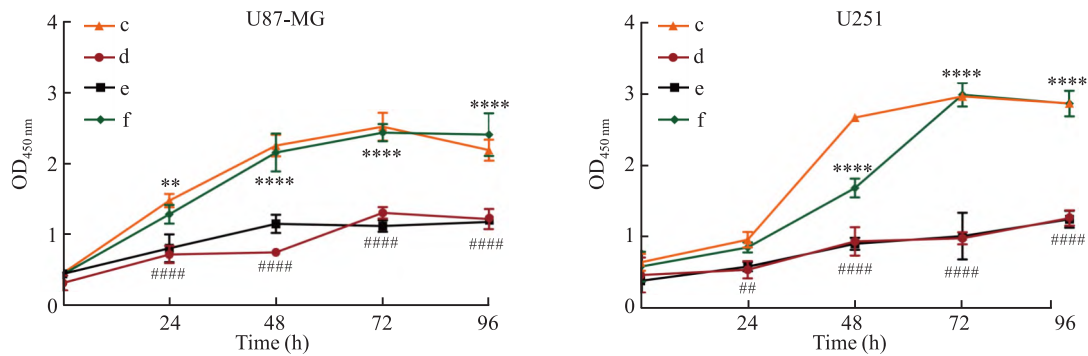 U87-MG
4
3
2
1
0
OD450 nm
c
d
e
f
**
****
****
****
####
####
####
####
24
48
72
96
Time (h)
U251
4
3
2
1
0
OD450 nm
c
d
e
f
****
****
****
##
####
####
####
24
48
72
96
Time (h)